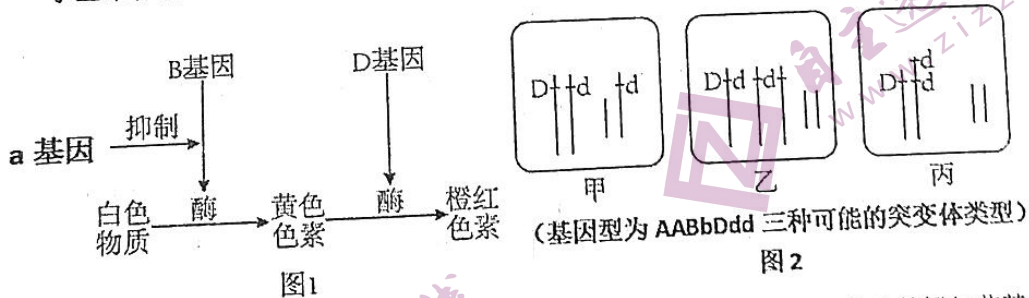 B基因
D基因
抑制
a 基因
白色
物质
酶
黄色
色素
酶
橙红
色素
图1
D
d
d
甲
D
d
d
乙
d
D
d
丙
（基因型为 AABbDdd 三种可能的突变体类型）
图2
www.zizz